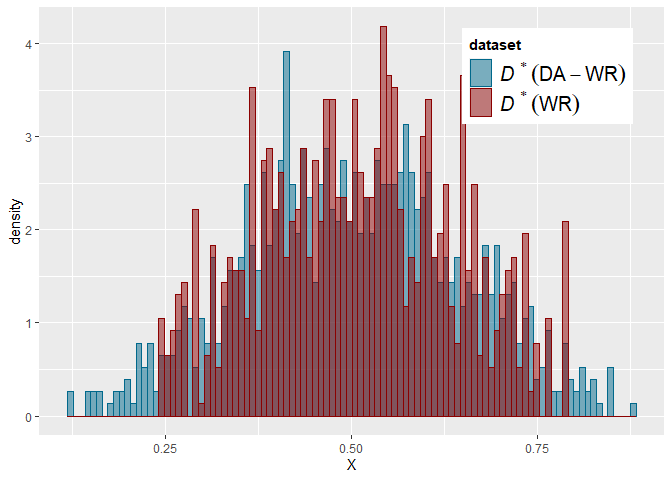 dataset
D * (DA − WR)
D * (WR)
4
3
2
1
0
density
0.25
0.50
0.75
X